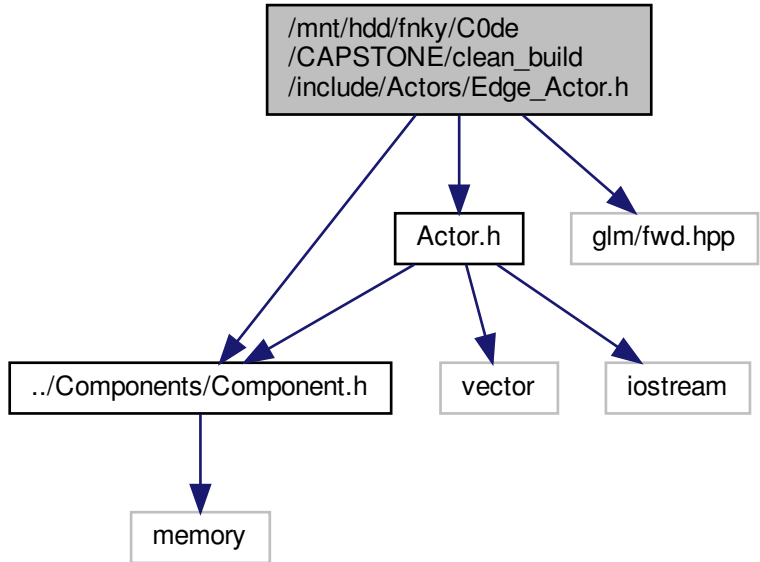 /mnt/hdd/fnky/C0de
/CAPSTONE/clean_build
/include/Actors/Edge_Actor.h
Actor.h
glm/fwd.hpp
../Components/Component.h
vector
iostream
memory